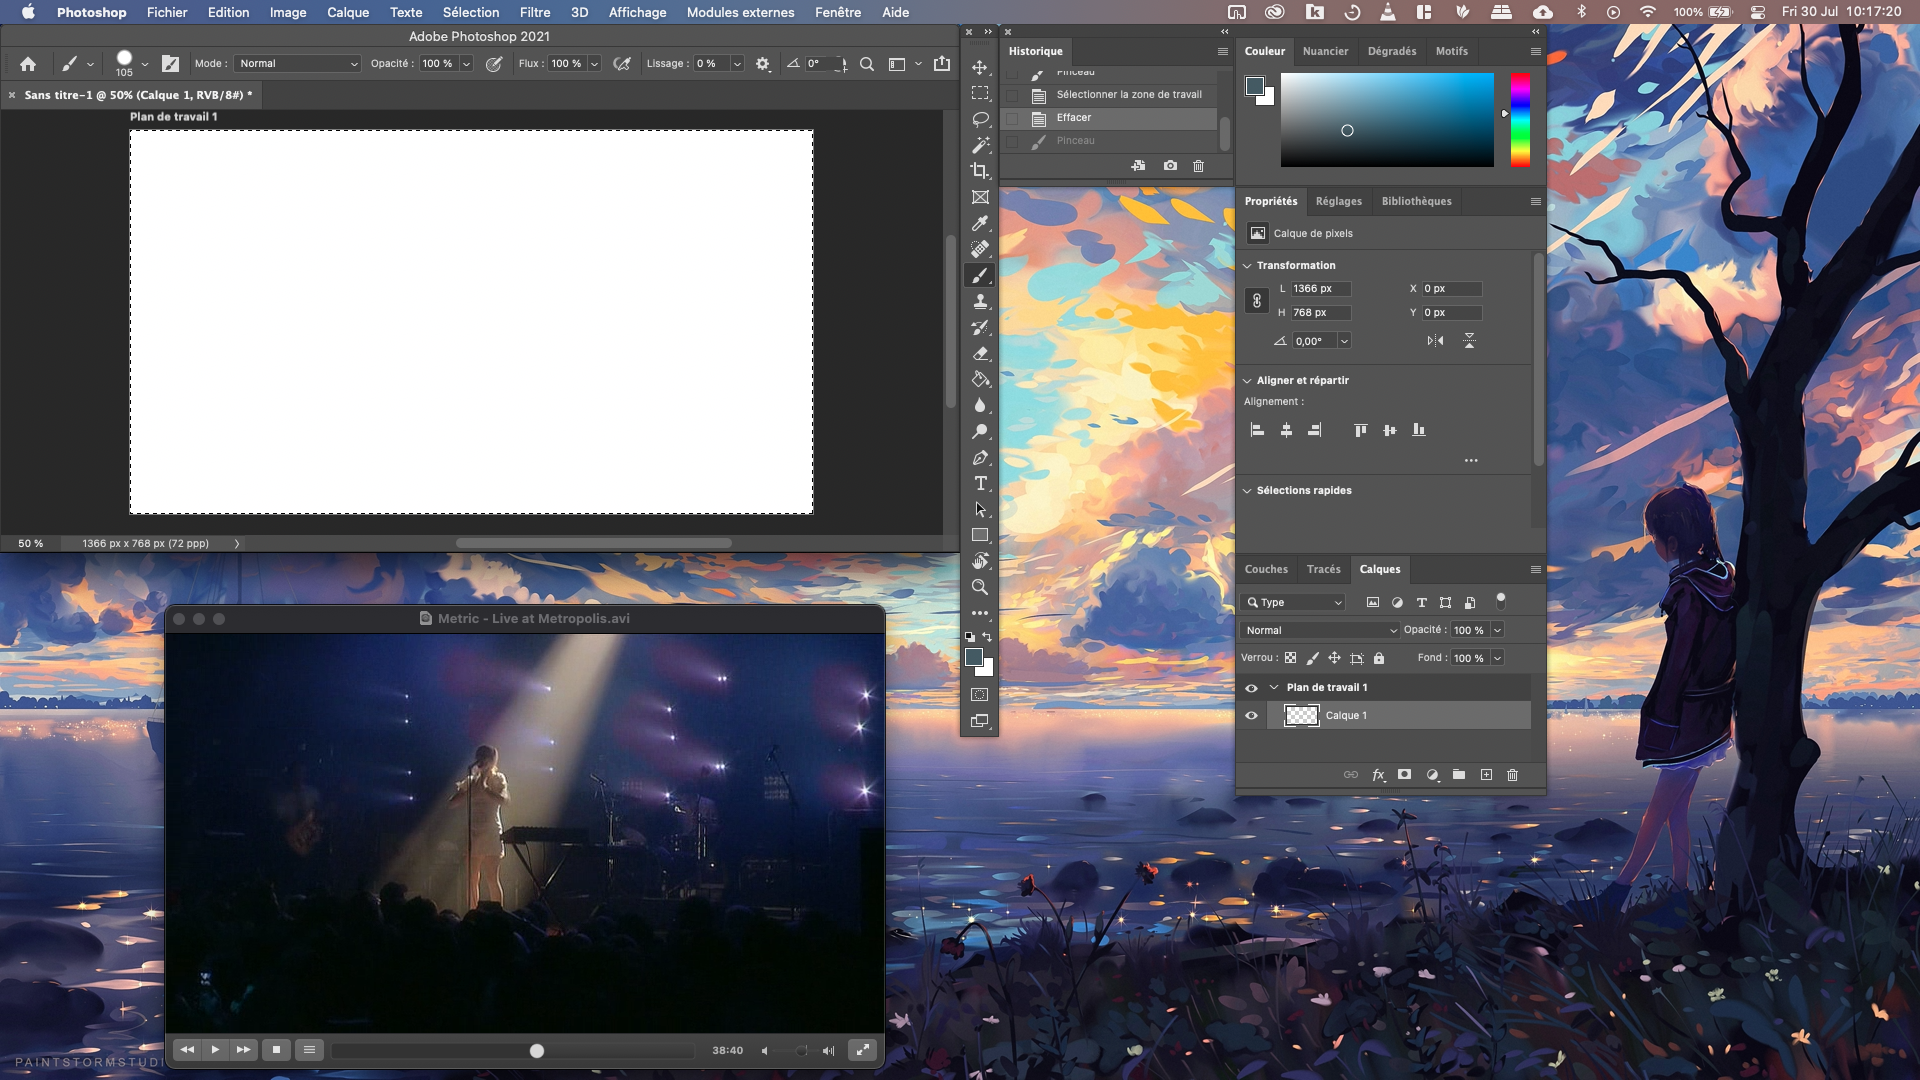 Photoshop Fichier Edition Image Calque Texte Sélection Filtre 3D Affichage Modules externes Fenêtre Aide 100% Fri 30 Jul 10:17:20
Adobe Photoshop 2021
105 Mode : Normal Opacité : 100 % Flux : 100 % Lissage : 0 % 0°
Sans titre-1 @ 50% (Calque 1, RVB/8#) *
Plan de travail 1
50 % 1366 px x 768 px (72 ppp)
Historique
Pinceau
Sélectionner la zone de travail
Effacer
Pinceau
Couleur Nuancier Dégradés Motifs
Propriétés Réglages Bibliothèques
Calque de pixels
Transformation
L 1366 px X 0 px
H 768 px Y 0 px
0,00°
Aligner et répartir
Alignement :
Sélections rapides
Couches Tracés Calques
Type
Normal Opacité : 100 %
Verrou : Fond : 100 %
Plan de travail 1
Calque 1
Metric - Live at Metropolis.avi
38:40
PAINTSTORMSTUDI